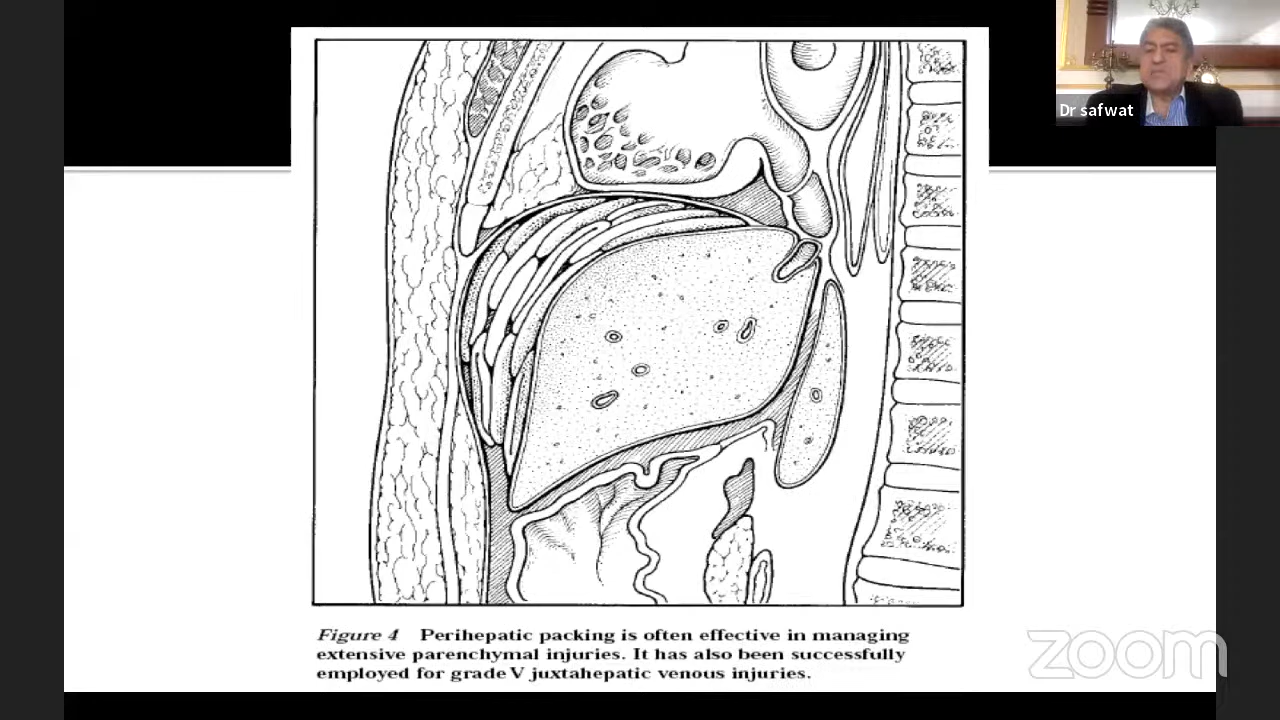 Dr safwat
Figure 4 Perihepatic packing is often effective in managing
extensive parenchymal injuries. It has also been successfully
employed for grade V juxtahepatic venous injuries.
zoom